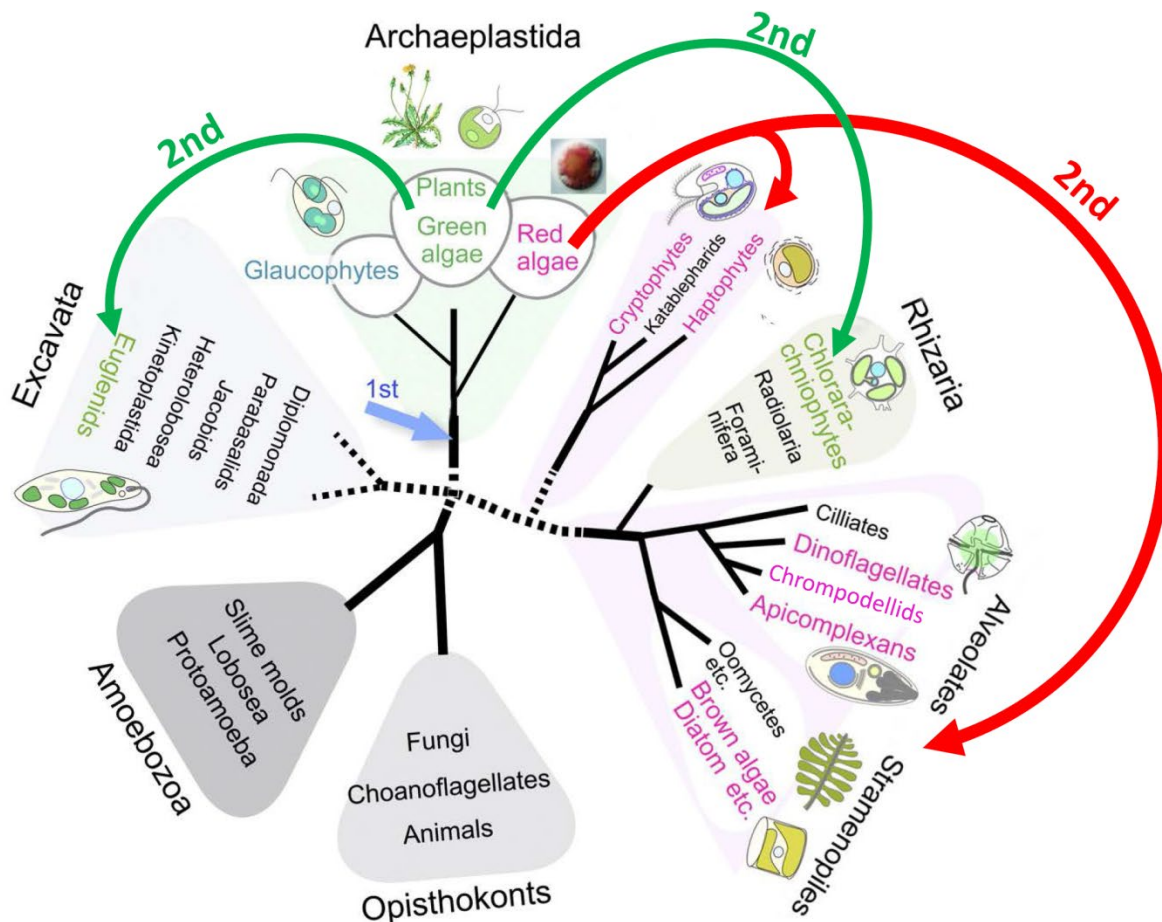 Archaeplastida
2nd
2nd
2nd
Plants
Green
algae
Red
algae
Glaucophytes
1st
Excavata
Euglenids
Kinetoplastida
Heterolobosea
Jacobids
Parabasalids
Diplomonada
Cryptophytes
Katablepharids
Haptophytes
Rhizaria
Chlorara-
chniophytes
Radiolaria
Forami-
nifera
Cilliates
Dinoflagellates
Chrompodellids
Apicomplexans
Alveolates
Oomycetes
etc.
Brown algae
Diatom etc.
Stramenopiles
Slime molds
Lobosea
Protoamoeba
Amoebozoa
Fungi
Choanoflagellates
Animals
Opisthokonts